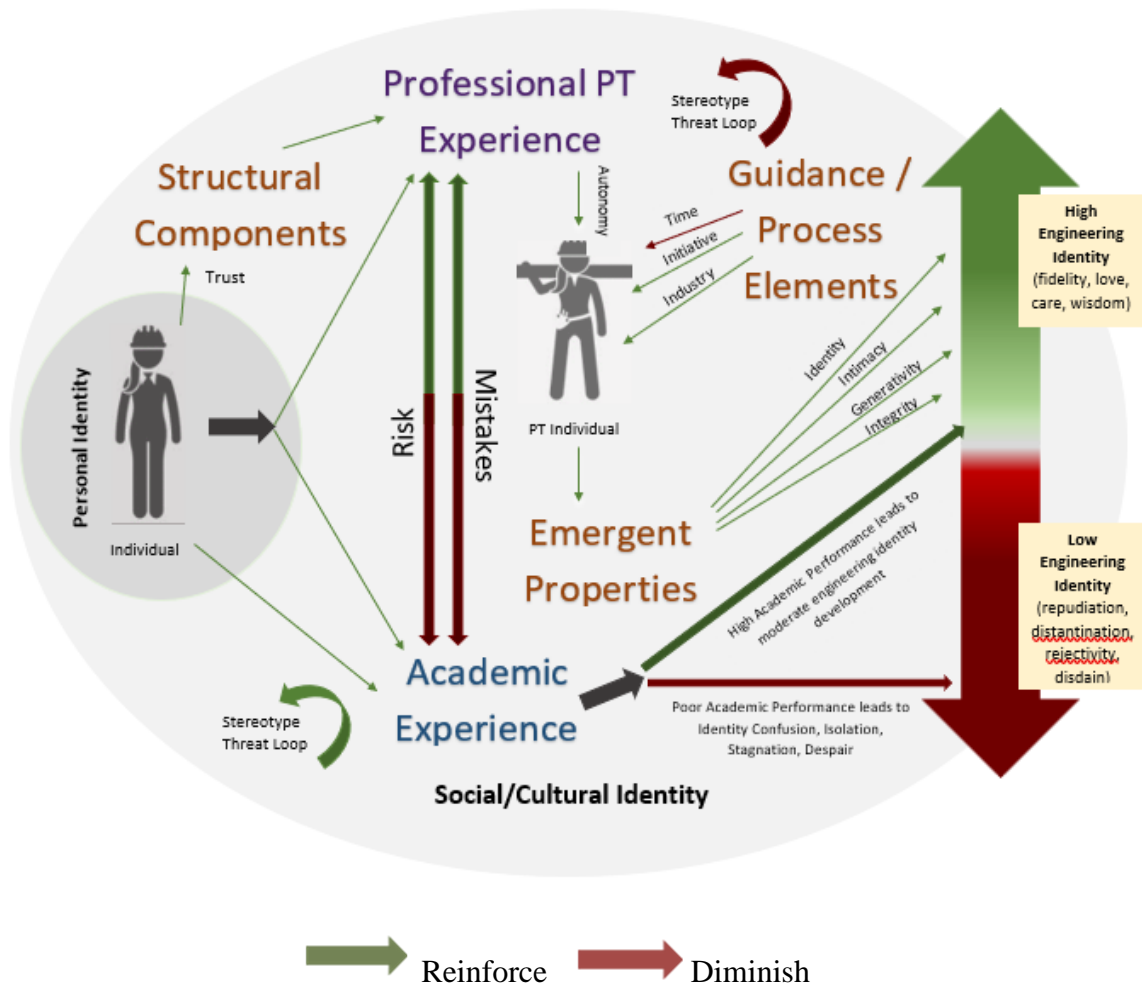 Professional PT
Experience
Stereotype
Threat Loop
Structural
Components
Guidance /
Process
Elements
Autonomy
Time
Initiative
Industry
High
Engineering
Identity
(fidelity, love,
care, wisdom)
Trust
Personal Identity
Individual
Risk
Mistakes
PT Individual
Identity
Intimacy
Generativity
Integrity
Emergent
Properties
High Academic Performance leads to
moderate engineering identity
development
Low
Engineering
Identity
(repudiation,
distantination,
rejectivity,
disdain)
Academic
Experience
Stereotype
Threat Loop
Poor Academic Performance leads to
Identity Confusion, Isolation,
Stagnation, Despair
Social/Cultural Identity
Reinforce
Diminish